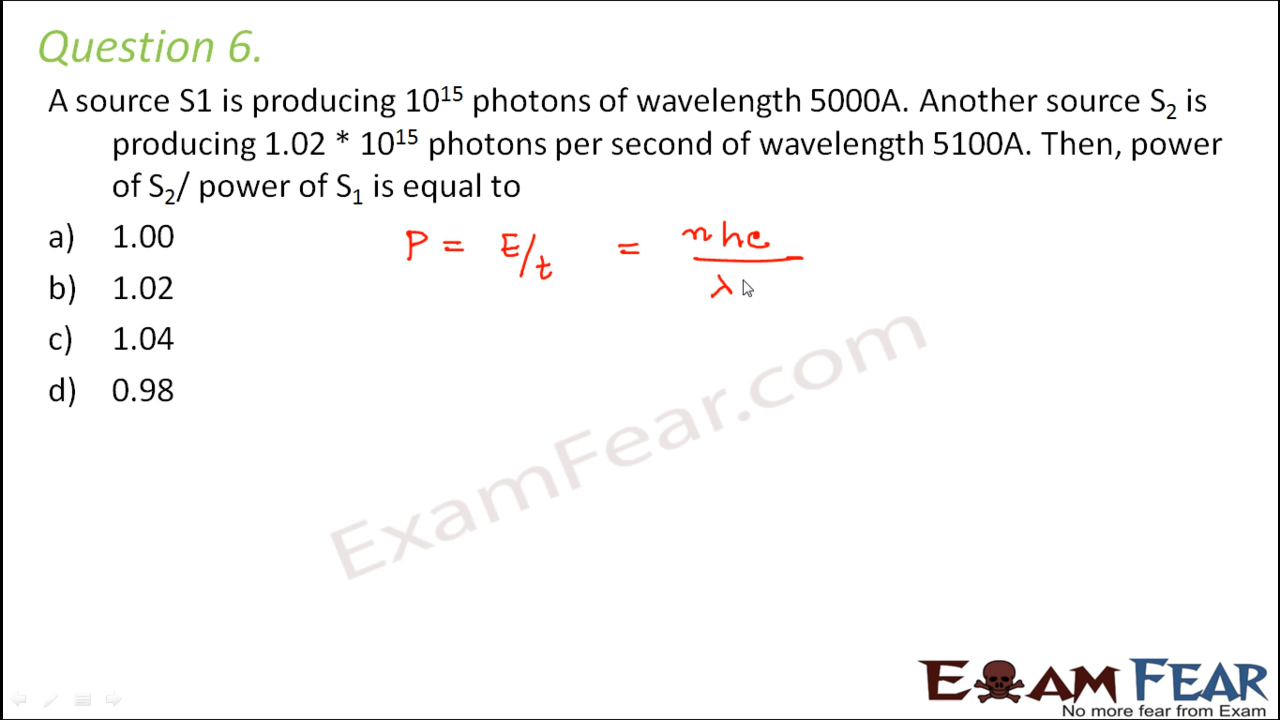 Question 6.
A source S1 is producing 10¹⁵ photons of wavelength 5000A. Another source S₂ is
producing 1.02 * 10¹⁵ photons per second of wavelength 5100A. Then, power
of S₂/ power of S₁ is equal to
a) 1.00
b) 1.02
c) 1.04
d) 0.98
P = E/t = nhc/λ
ExamFear.com
EXAM FEAR
No more fear from Exam